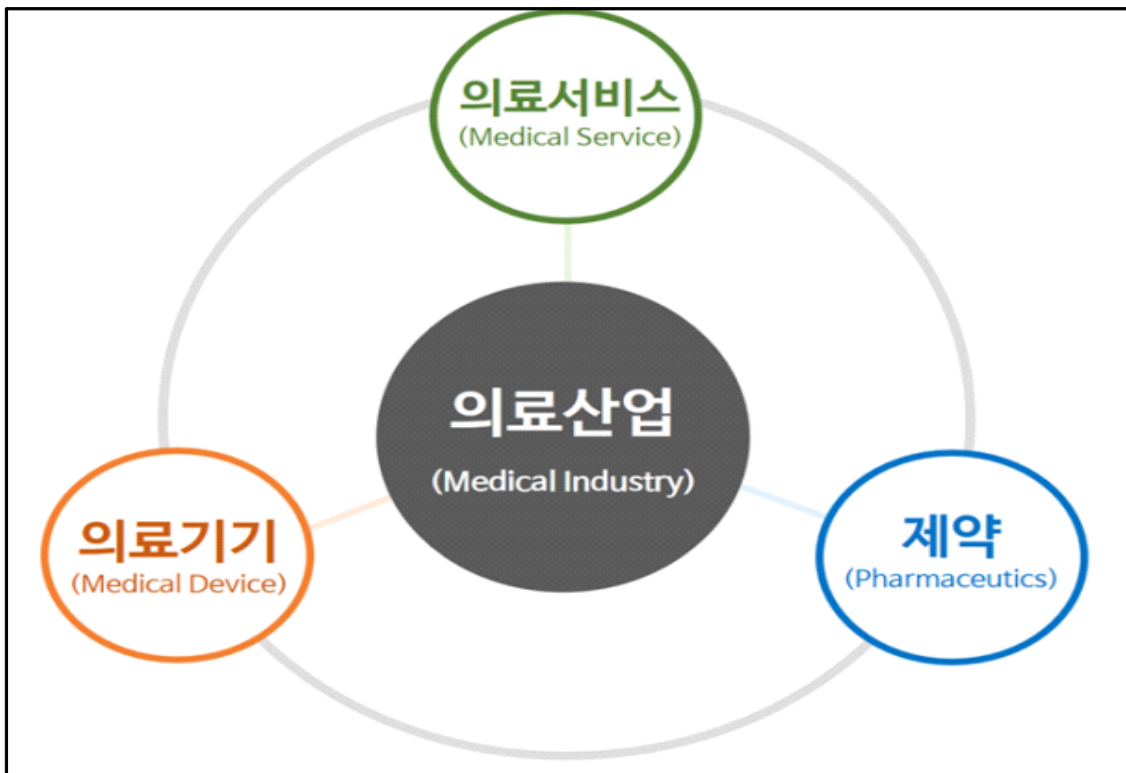 의료서비스
(Medical Service)
의료산업
(Medical Industry)
의료기기
(Medical Device)
제약
(Pharmaceutics)